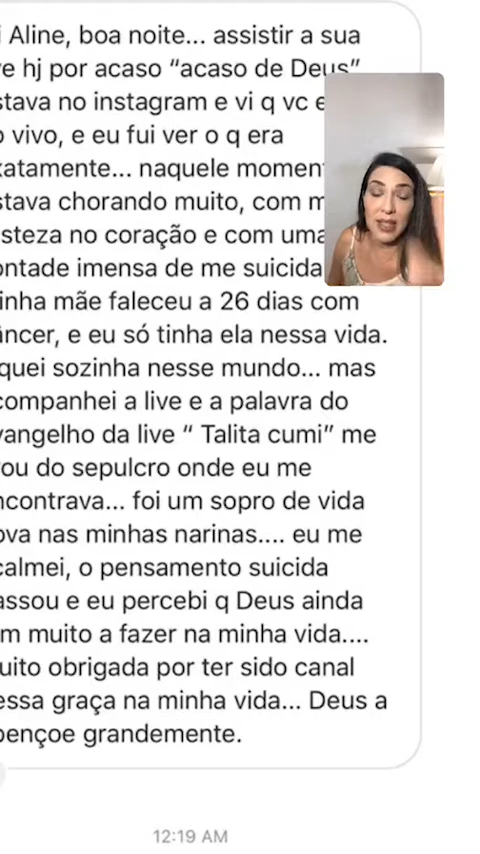 i Aline, boa noite... assistir a sua
e hj por acaso “acaso de Deus”
stava no instagram e vi q vc e
o vivo, e eu fui ver o q era
xatamente... naquele momen
stava chorando muito, com m
isteza no coração e com uma
ontade imensa de me suicida
inha mãe faleceu a 26 dias com
âncer, e eu só tinha ela nessa vida.
quei sozinha nesse mundo... mas
companhei a live e a palavra do
vangelho da live “ Talita cumi” me
ou do sepulcro onde eu me
ncontrava... foi um sopro de vida
ova nas minhas narinas.... eu me
calmei, o pensamento suicida
assou e eu percebi q Deus ainda
m muito a fazer na minha vida....
uito obrigada por ter sido canal
essa graça na minha vida... Deus a
bençoe grandemente.
12:19 AM